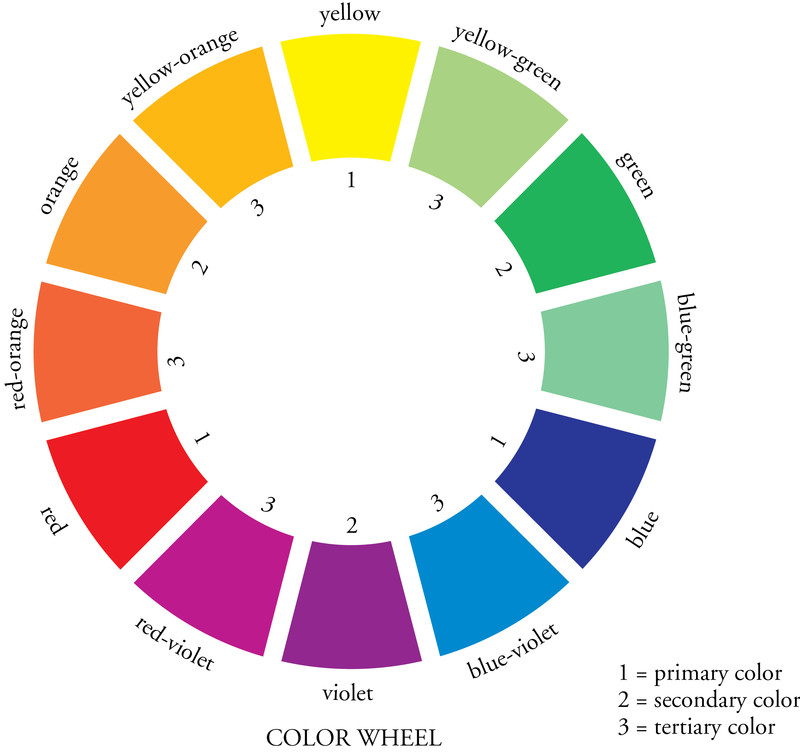 yellow
yellow-green
green
blue-green
blue
blue-violet
violet
red-violet
red
red-orange
orange
yellow-orange
1
3
2
3
1
3
2
3
1
3
2
3
1 = primary color
2 = secondary color
3 = tertiary color
COLOR WHEEL